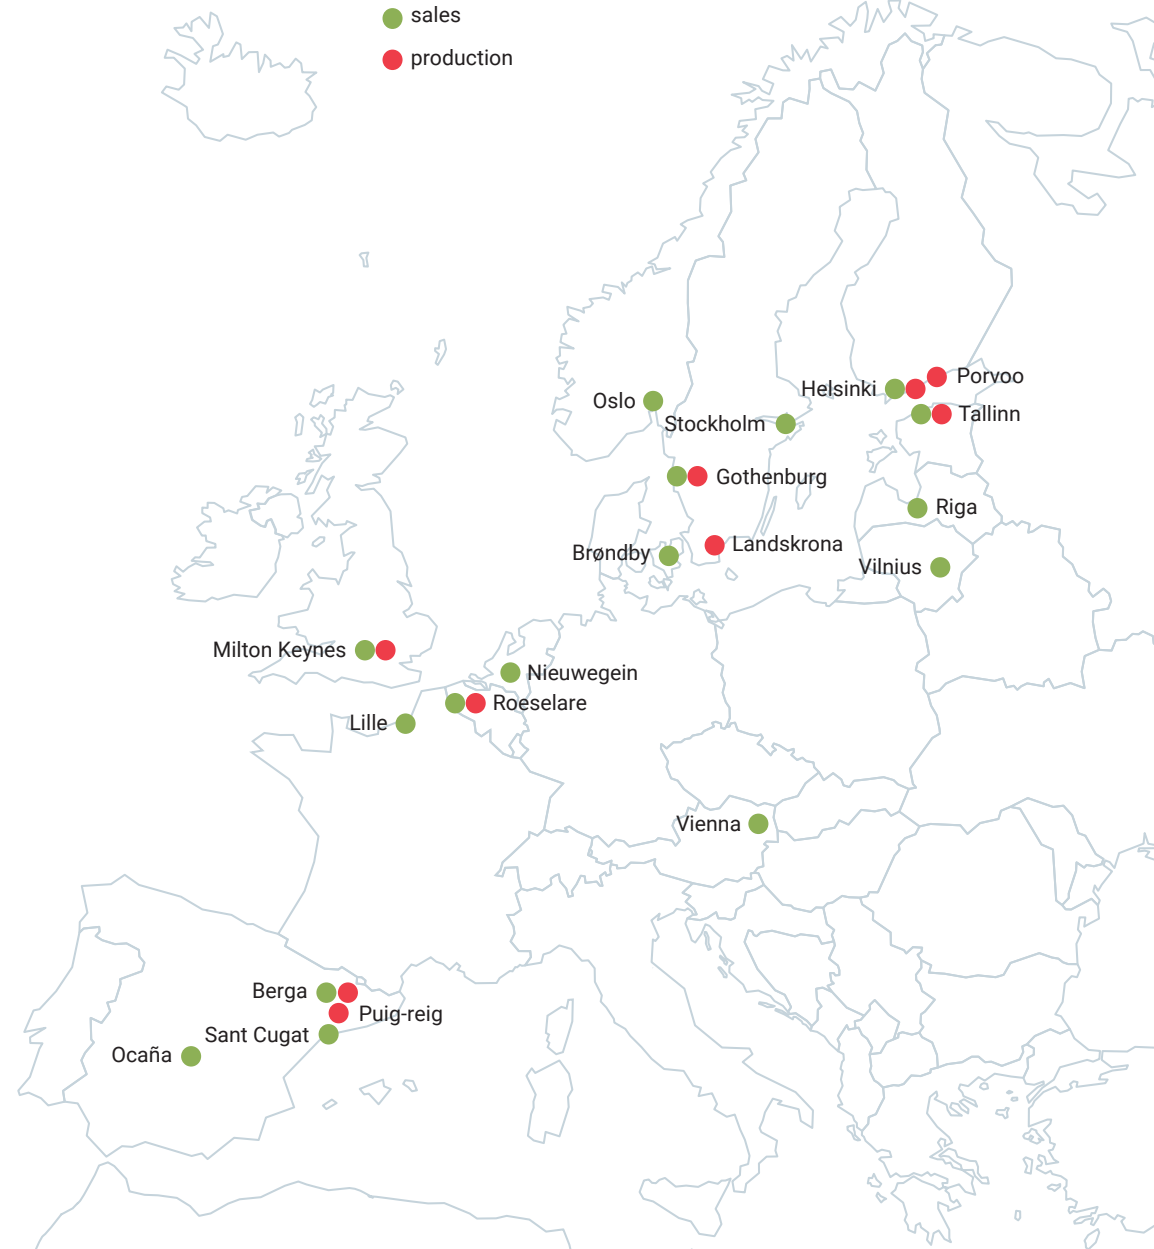 sales
production
Porvoo
Helsinki
Oslo
Tallinn
Stockholm
Gothenburg
Riga
Landskrona
Brøndby
Vilnius
Milton Keynes
Nieuwegein
Roeselare
Lille
Vienna
Berga
Puig-reig
Sant Cugat
Ocaña